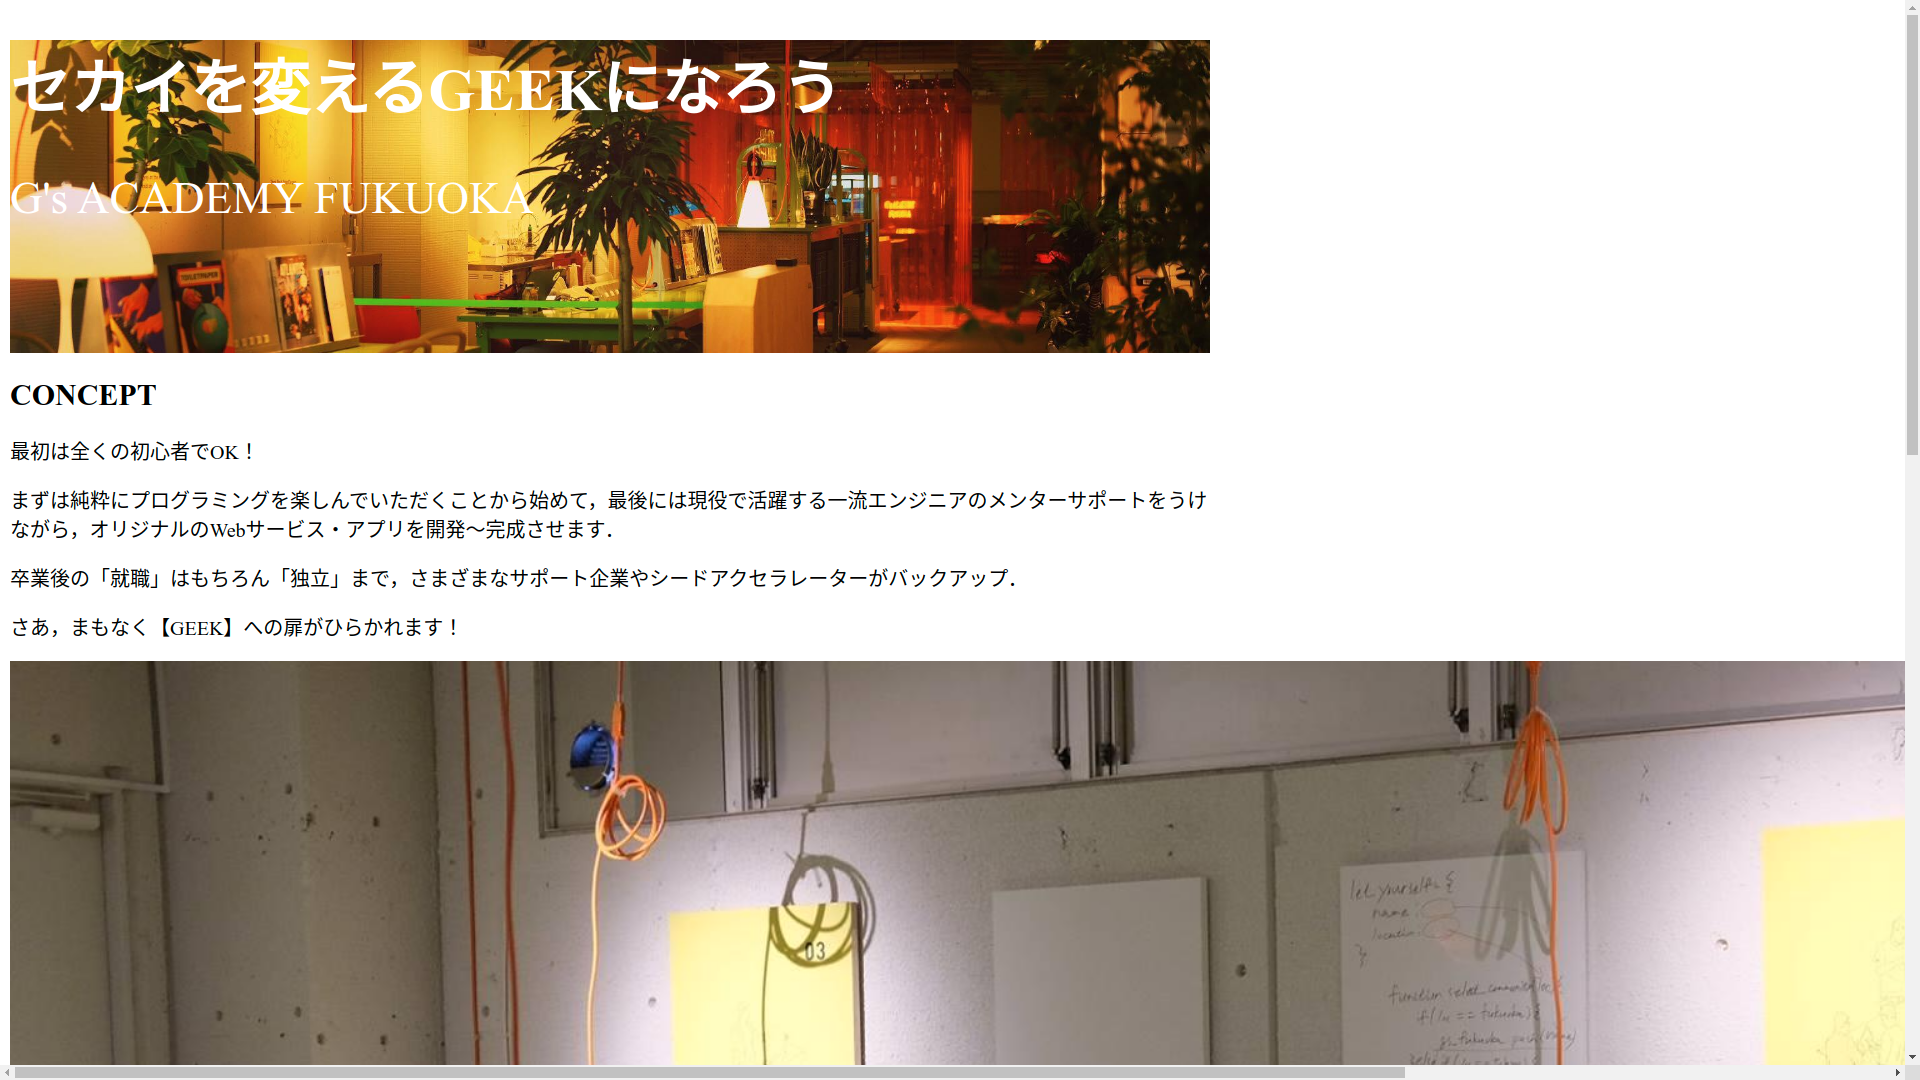 セカイを変えるGEEKになろう
G's ACADEMY FUKUOKA
CONCEPT
最初は全くの初心者でOK！
まずは純粋にプログラミングを楽しんでいただくことから始めて，最後には現役で活躍する一流エンジニアのメンターサポートをうけ
ながら，オリジナルのWebサービス・アプリを開発～完成させます．
卒業後の「就職」はもちろん「独立」まで，さまざまなサポート企業やシードアクセラレーターがバックアップ．
さあ，まもなく【GEEK】への扉がひらかれます！
03
let yourself = {
name :
location :
}